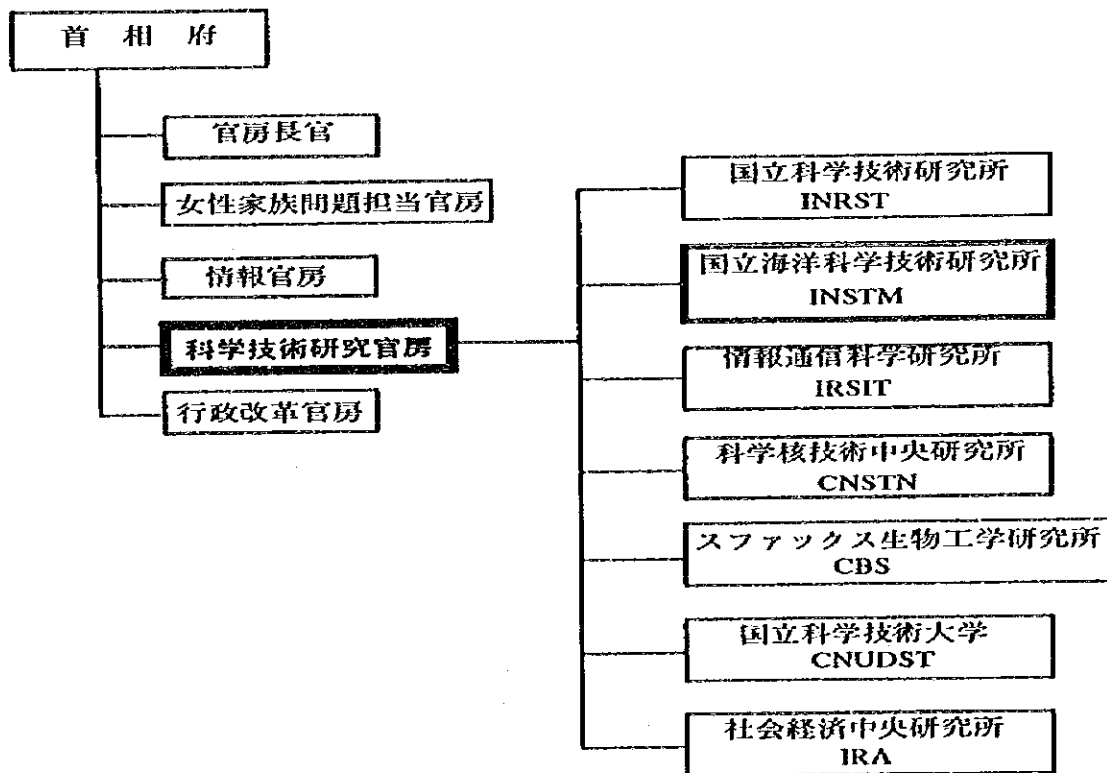 首相府
官房長官
女性家族問題担当官房
情報官房
科学技術研究官房
行政改革官房
国立科学技術研究所
INRST
国立海洋科学技術研究所
INSTM
情報通信科学研究所
IRSIT
科学核技術中央研究所
CNSTN
スファックス生物工学研究所
CBS
国立科学技術大学
CNUDST
社会経済中央研究所
IRA